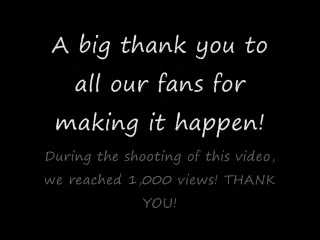 A big thank you to
all our fans for
making it happen!
During the shooting of this video,
we reached 1,000 views! THANK
YOU!